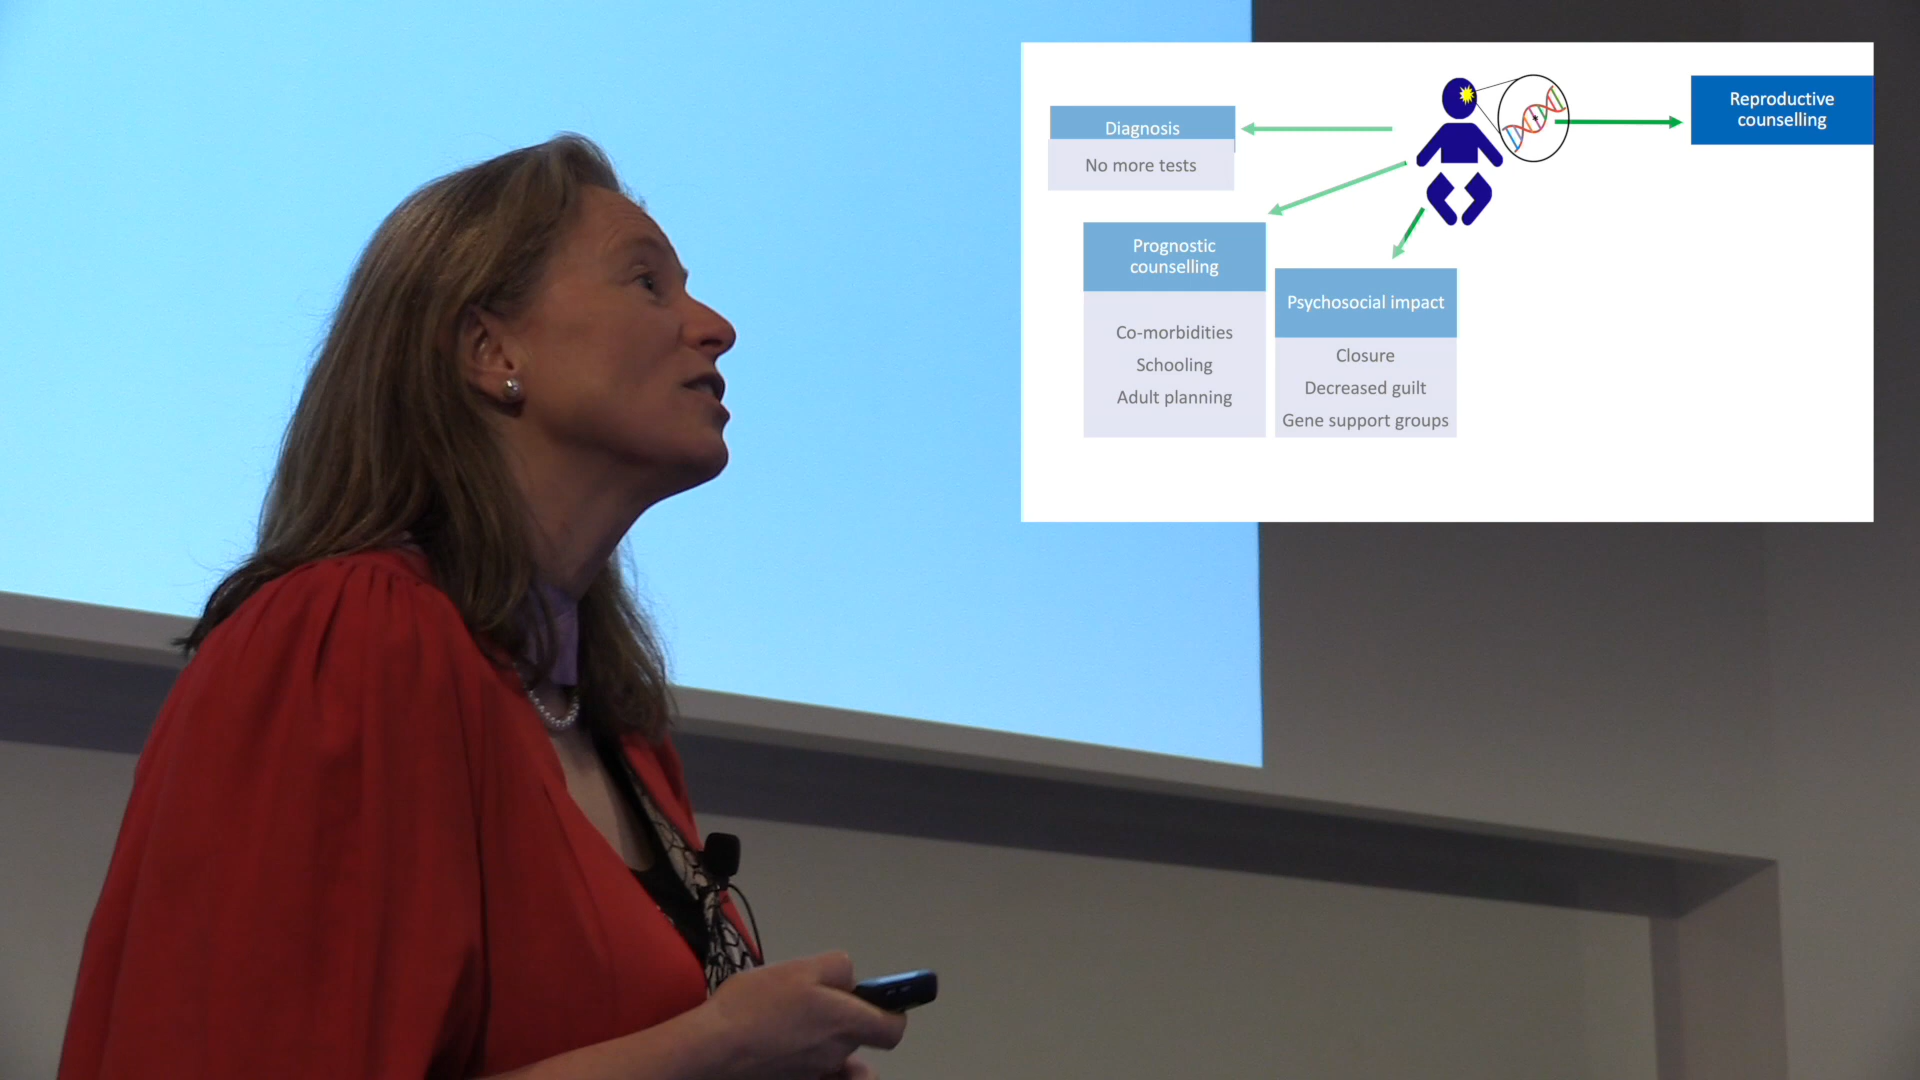 Diagnosis
No more tests
Prognostic
counselling
Co-morbidities
Schooling
Adult planning
Psychosocial impact
Closure
Decreased guilt
Gene support groups
Reproductive
counselling